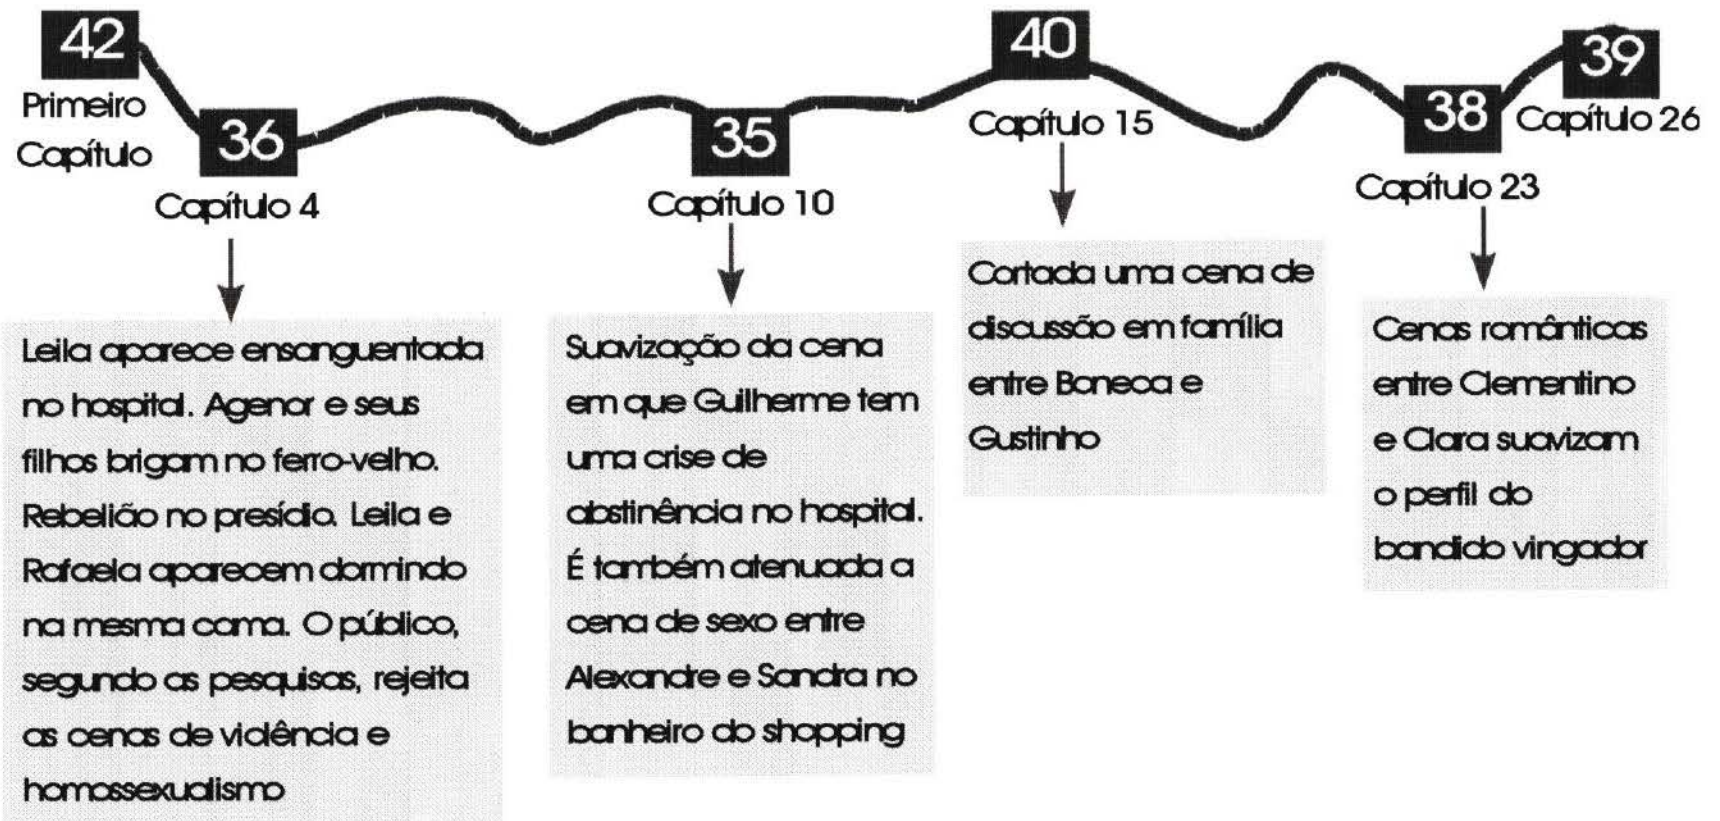 42
Primeiro
Capítulo
36
Capítulo 4
Leila aparece ensanguentada
no hospital. Agenor e seus
filhos brigam no ferro-velho.
Rebelião no presídio. Leila e
Rafaela aparecem dormindo
na mesma cama. O público,
segundo as pesquisas, rejeita
as cenas de violência e
homossexualismo
35
Capítulo 10
Suavização da cena
em que Guilherme tem
uma crise de
abstinência no hospital.
É também atenuada a
cena de sexo entre
Alexandre e Sandra no
banheiro do shopping
40
Capítulo 15
Cortada uma cena de
discussão em família
entre Boneca e
Gustinho
38
Capítulo 23
Cenas românticas
entre Clementino
e Clara suavizam
o perfil do
bandido vingador
39
Capítulo 26